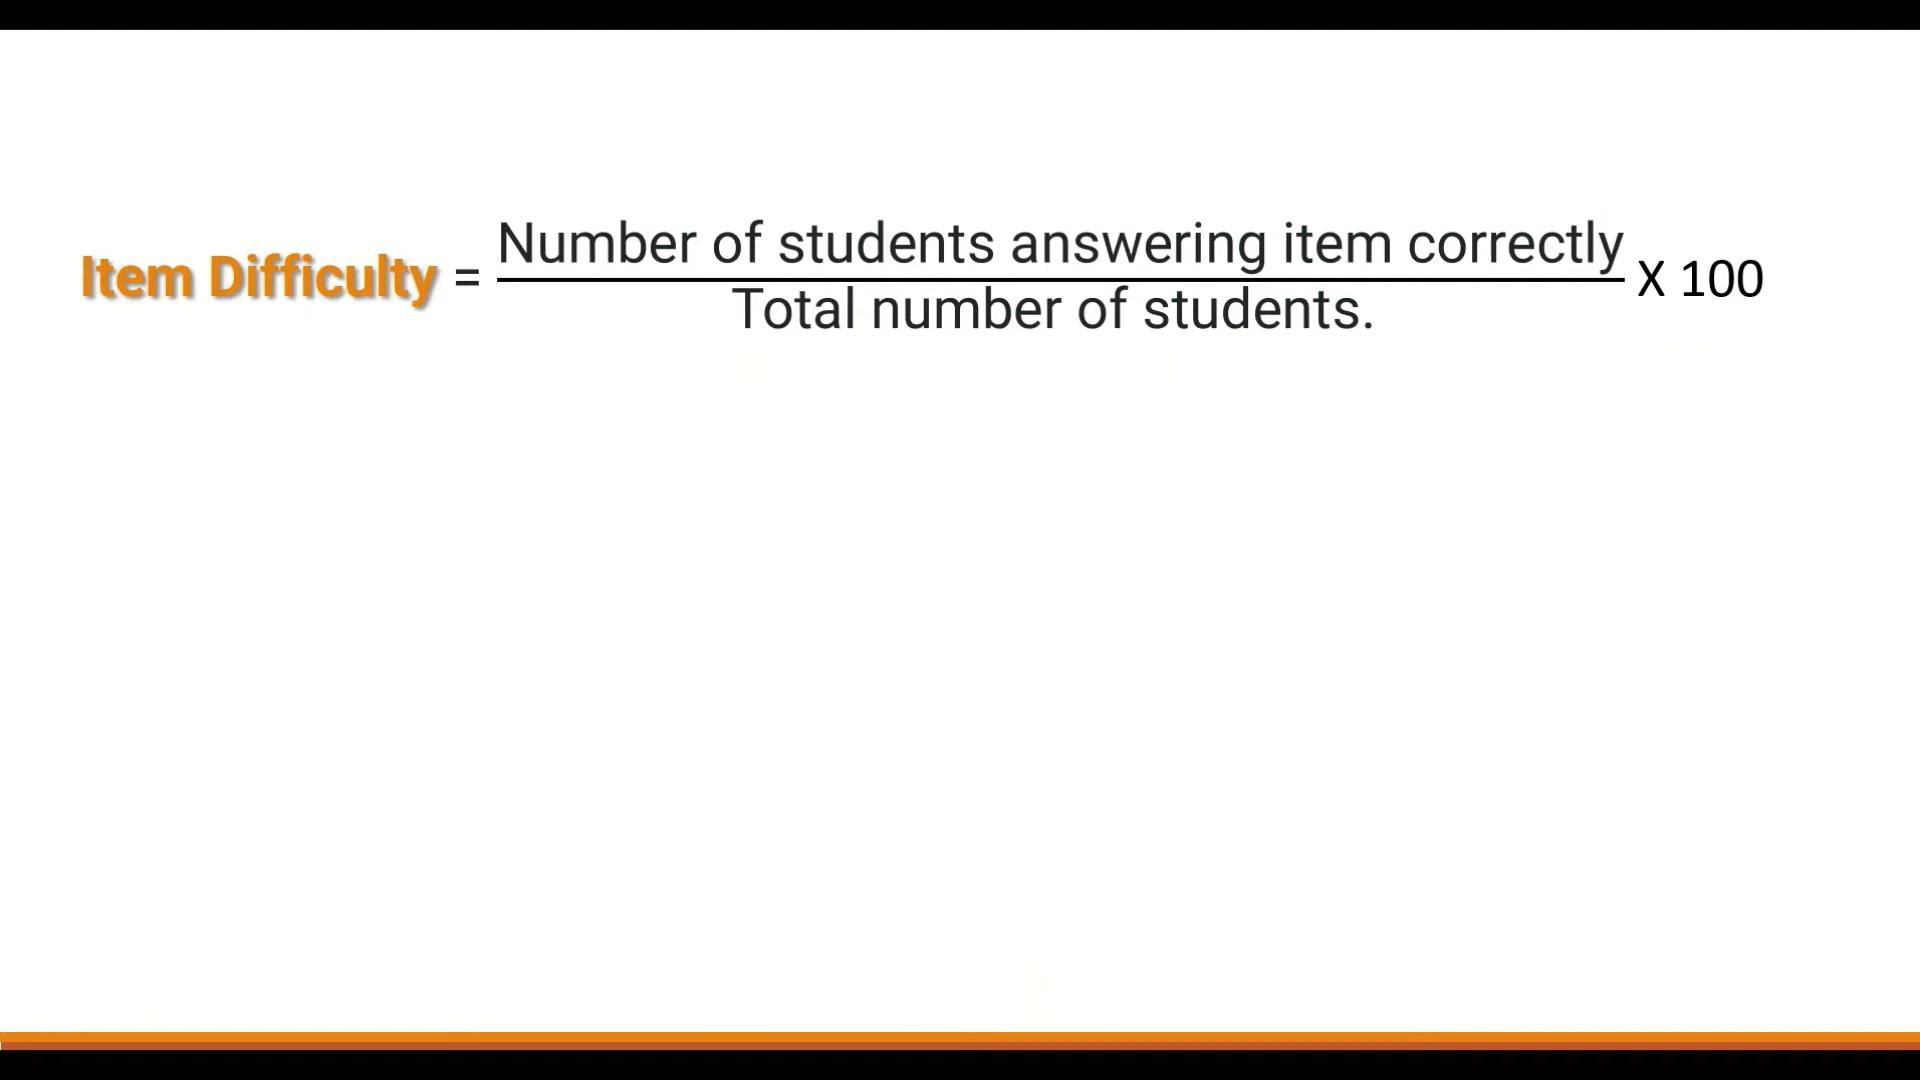 Number of students answering item correctly
Item Difficulty = X 100
Total number of students.